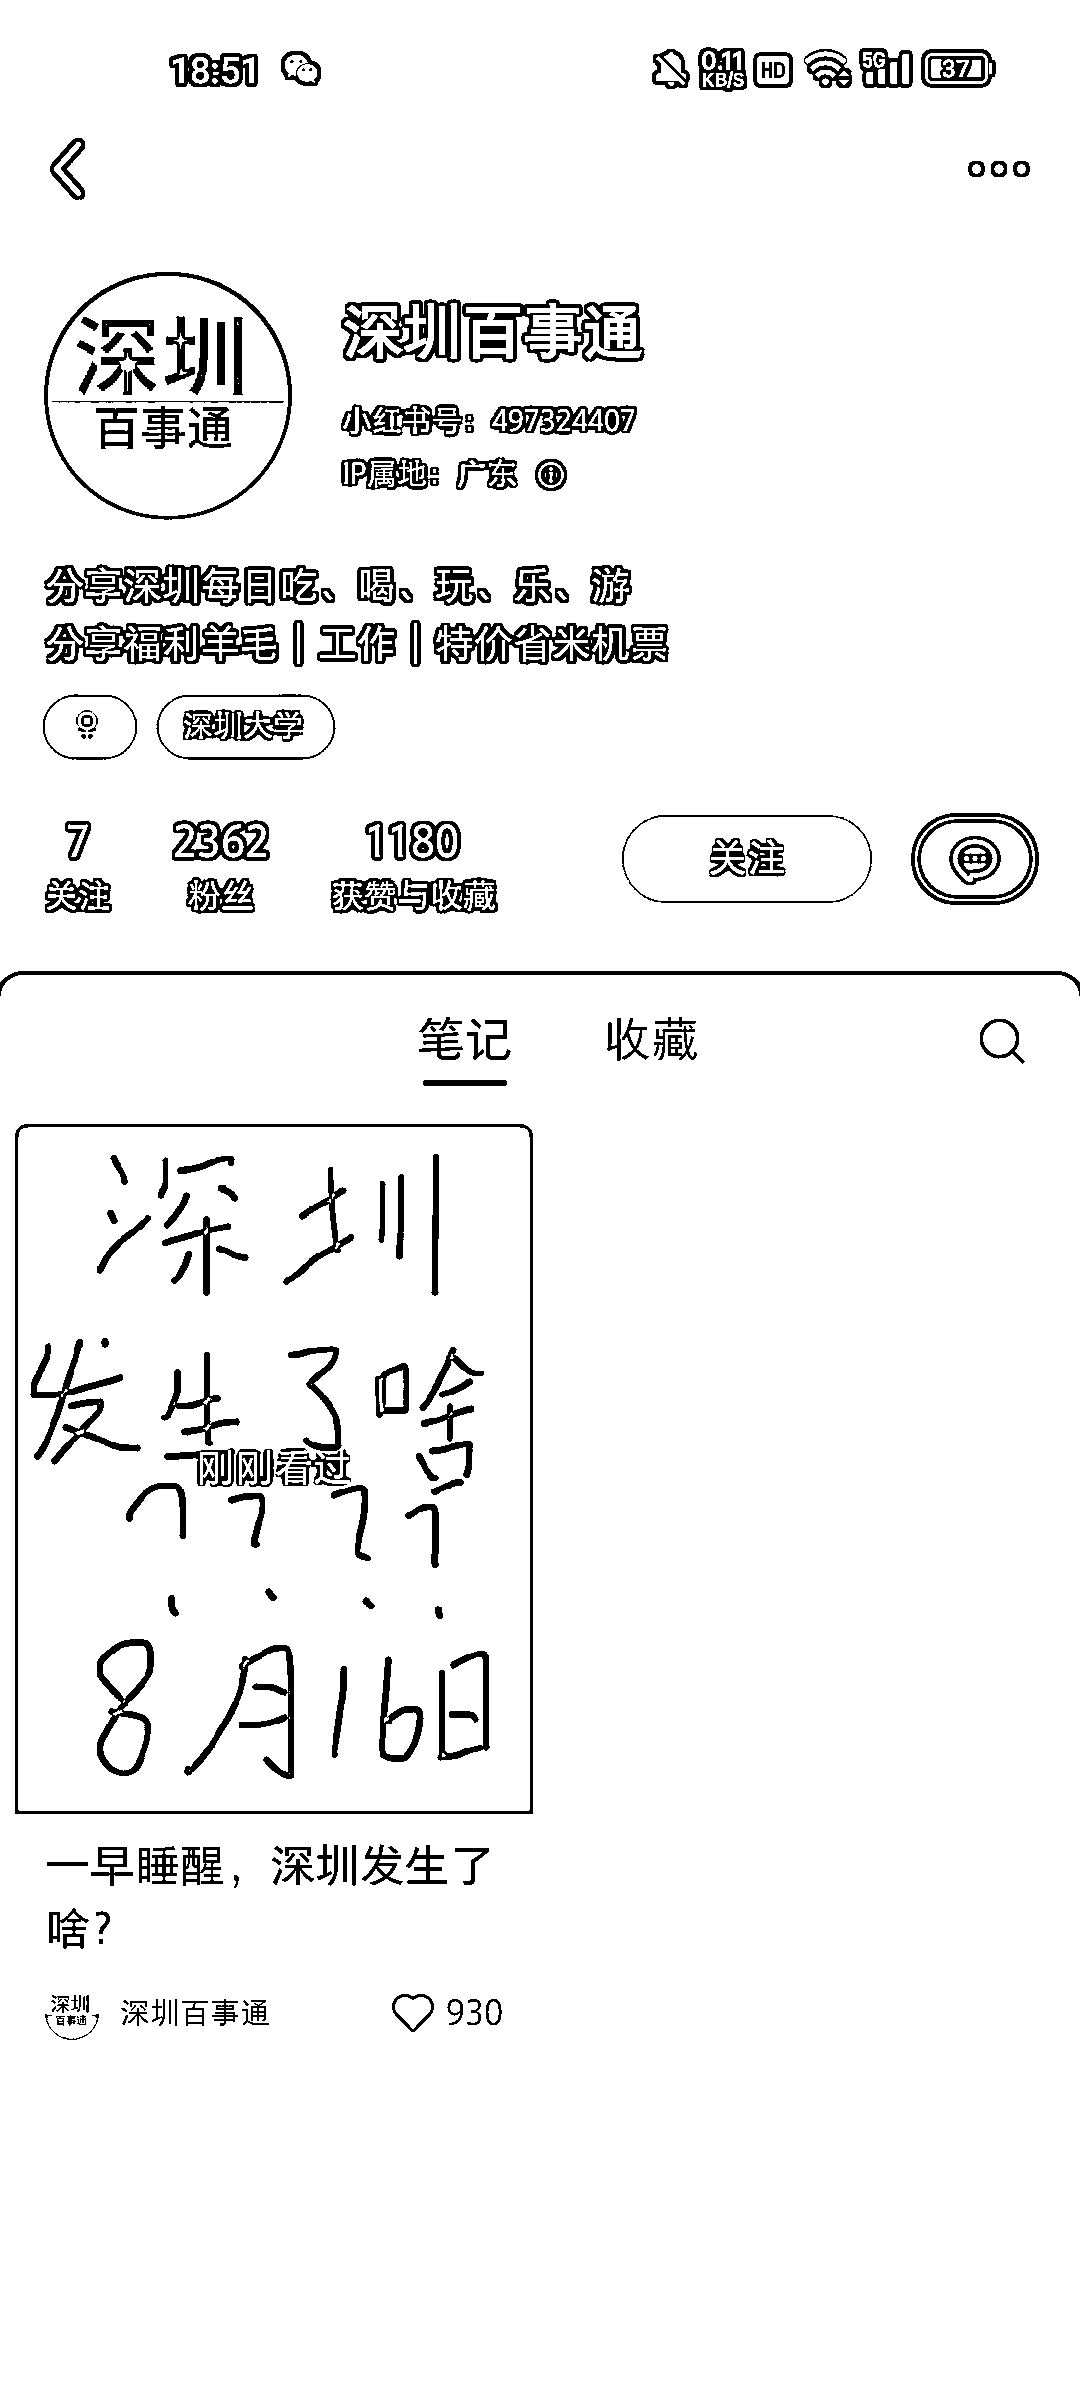 18:51
0.11 KB/S HD 5G 37
深圳
百事通
深圳百事通
小红书号：497324407
IP属地：广东
分享深圳每日吃、喝、玩、乐、游
分享福利羊毛｜工作｜特价省米机票
深圳大学
7 2362 1180
关注 粉丝 获赞与收藏
关注
笔记 收藏
深圳
发生了啥
刚刚看过
????
8月16日
一早睡醒，深圳发生了
啥？
深圳
百事通
深圳百事通 930